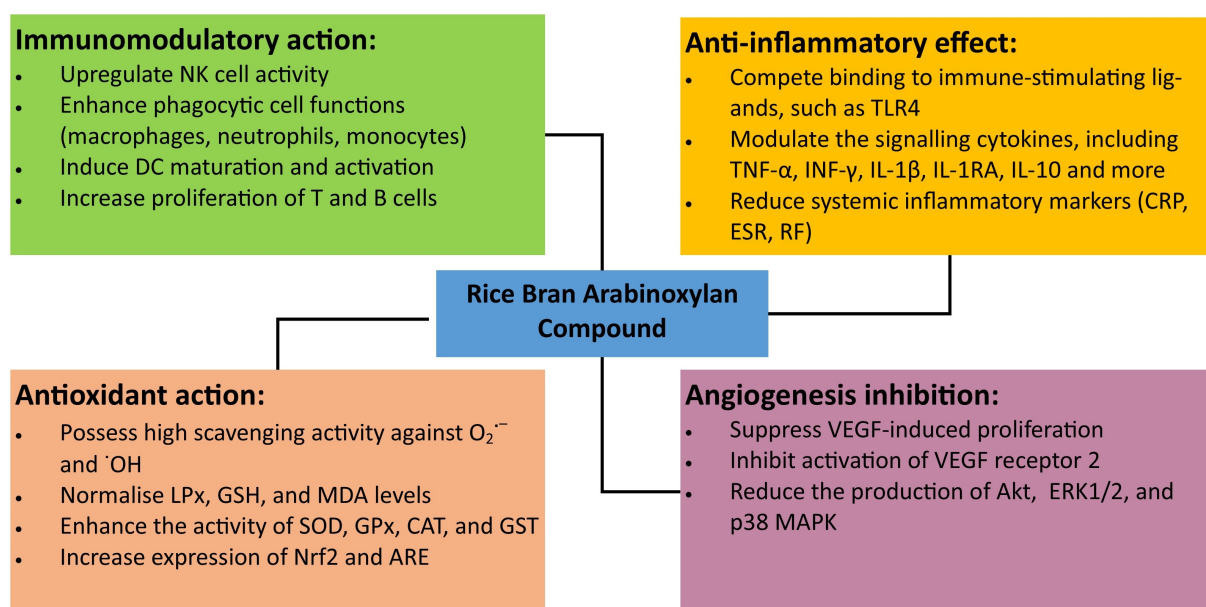 Immunomodulatory action:
• Upregulate NK cell activity
• Enhance phagocytic cell functions
(macrophages, neutrophils, monocytes)
• Induce DC maturation and activation
• Increase proliferation of T and B cells
Anti-inflammatory effect:
• Compete binding to immune-stimulating lig-
ands, such as TLR4
• Modulate the signalling cytokines, including
TNF-α, INF-γ, IL-1β, IL-1RA, IL-10 and more
• Reduce systemic inflammatory markers (CRP,
ESR, RF)
Rice Bran Arabinoxylan
Compound
Antioxidant action:
• Possess high scavenging activity against O₂˙⁻
and ˙OH
• Normalise LPx, GSH, and MDA levels
• Enhance the activity of SOD, GPx, CAT, and GST
• Increase expression of Nrf2 and ARE
Angiogenesis inhibition:
• Suppress VEGF-induced proliferation
• Inhibit activation of VEGF receptor 2
• Reduce the production of Akt, ERK1/2, and
p38 MAPK